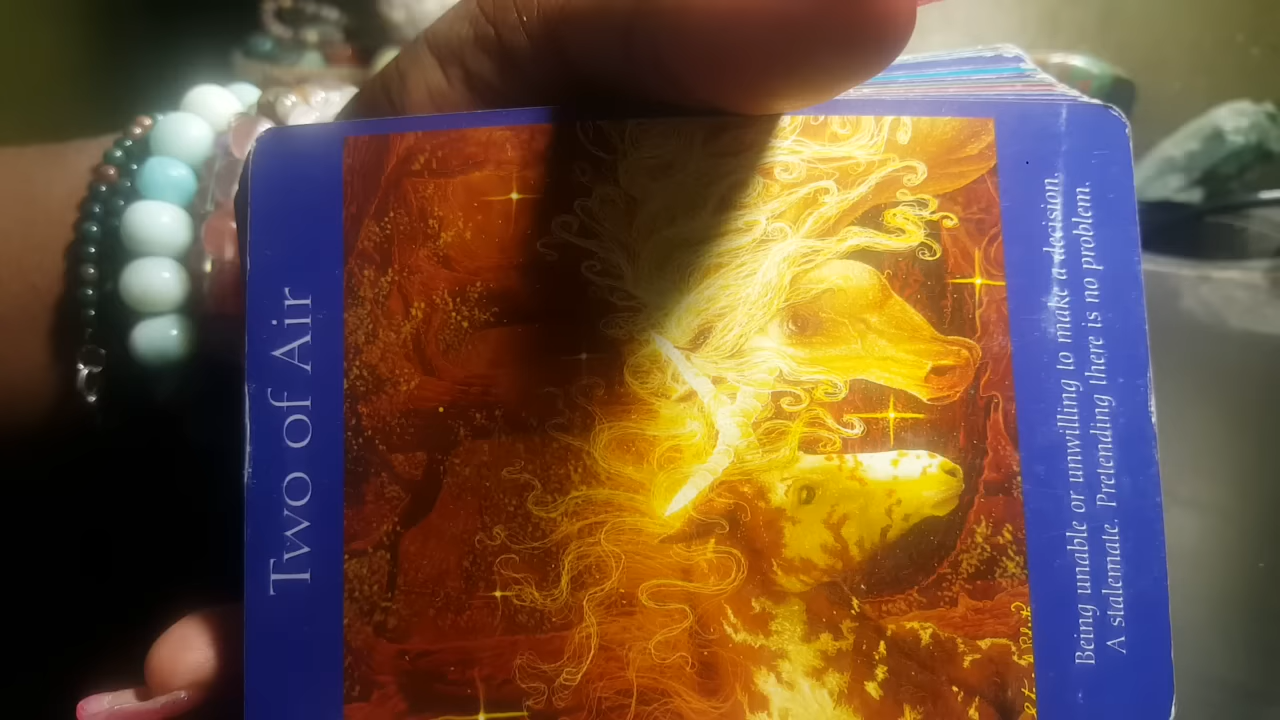 Two of Air
Being unable or unwilling to make a decision.
A stalemate. Pretending there is no problem.